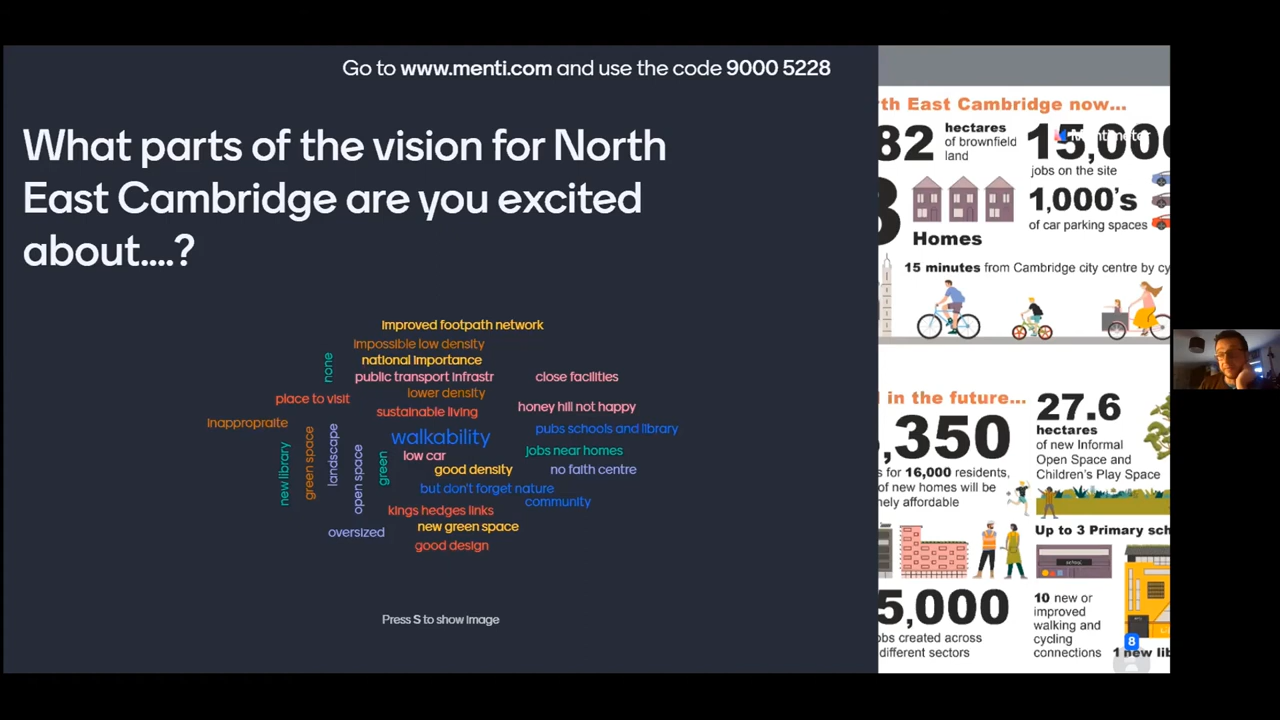 Go to www.menti.com and use the code 9000 5228
What parts of the vision for North
East Cambridge are you excited
about....?
Improved footpath network
impossible low density
national importance
none
public transport infrastr
close facilities
lower density
place to visit
sustainable living
honey hill not happy
Inappropraite
walkability
pubs schools and library
new library
green space
landscape
open space
green
low car
jobs near homes
good density
no faith centre
but don't forget nature
community
kings hedges links
oversized
new green space
good design
Press S to show image
rth East Cambridge now...
Mentimeter
82
hectares
of brownfield
land
15,000
jobs on the site
1,000's
of car parking spaces
3
Homes
15 minutes from Cambridge city centre by cy
l in the future...
,350
s for 16,000 residents,
of new homes will be
nely affordable
27.6
hectares
of new Informal
Open Space and
Children's Play Space
Up to 3 Primary sch
school
5,000
obs created across
different sectors
10 new or
improved
walking and
cycling
connections
8
1 new lib